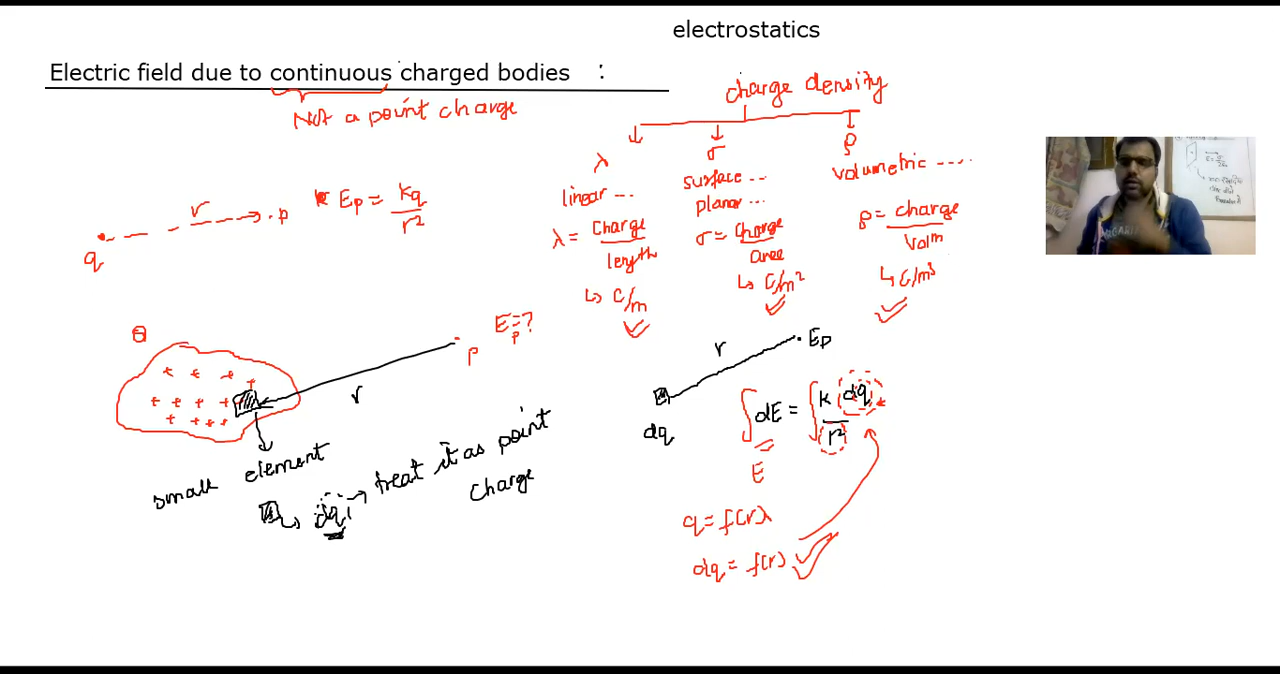 electrostatics
Electric field due to continuous charged bodies :
Not a point charge
charge density
λ
σ
ρ
linear ...
surface ...
planar ...
volumetric ....
λ = charge / length
σ = charge / area
ρ = charge / volm
↳ C/m
↳ C/m²
↳ C/m³
q
r
.p
Ep = kq / r²
p
Ep = ?
r
small element
dq → treat it as point
charge
dq
r
Ep
∫dE = ∫ k dq / r²
E
q = f(r)
dq = f(r)